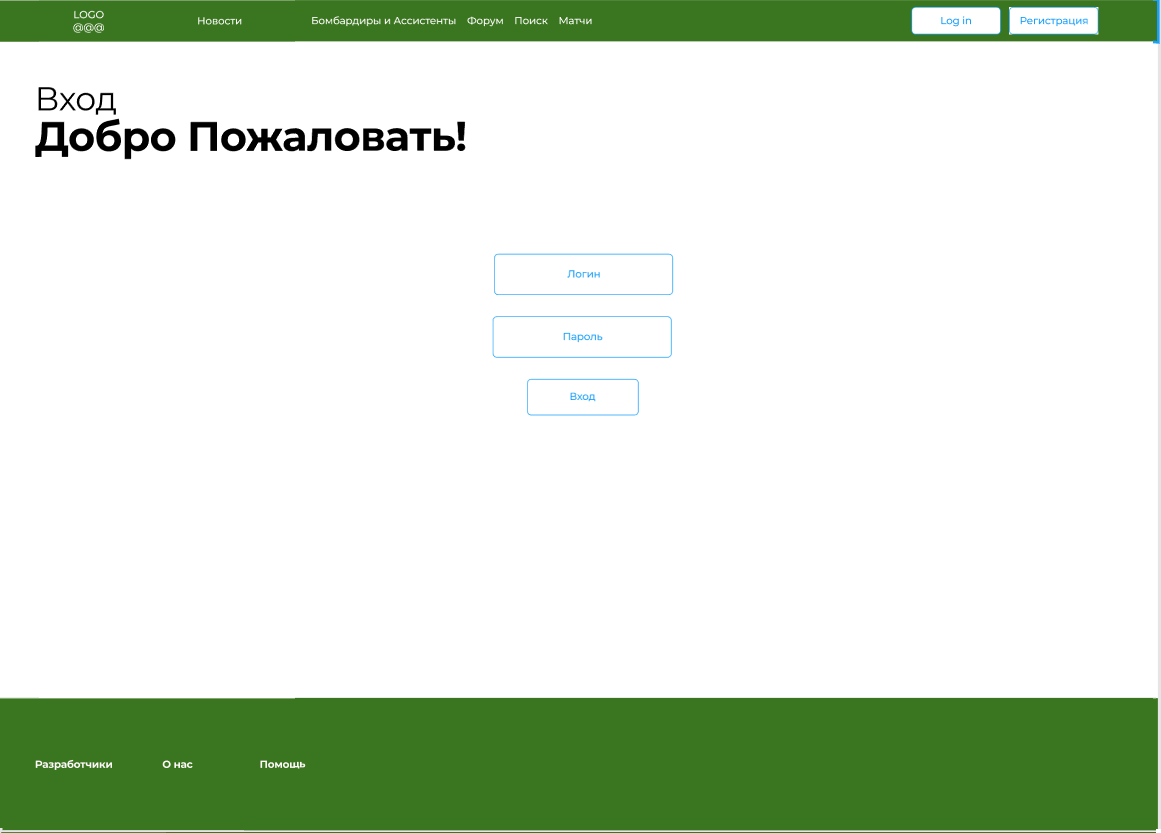 LOGO
@@@
Новости
Бомбардиры и Ассистенты
Форум
Поиск
Матчи
Log in
Регистрация
Вход
Добро Пожаловать!
Логин
Пароль
Вход
Разработчики
О нас
Помощь